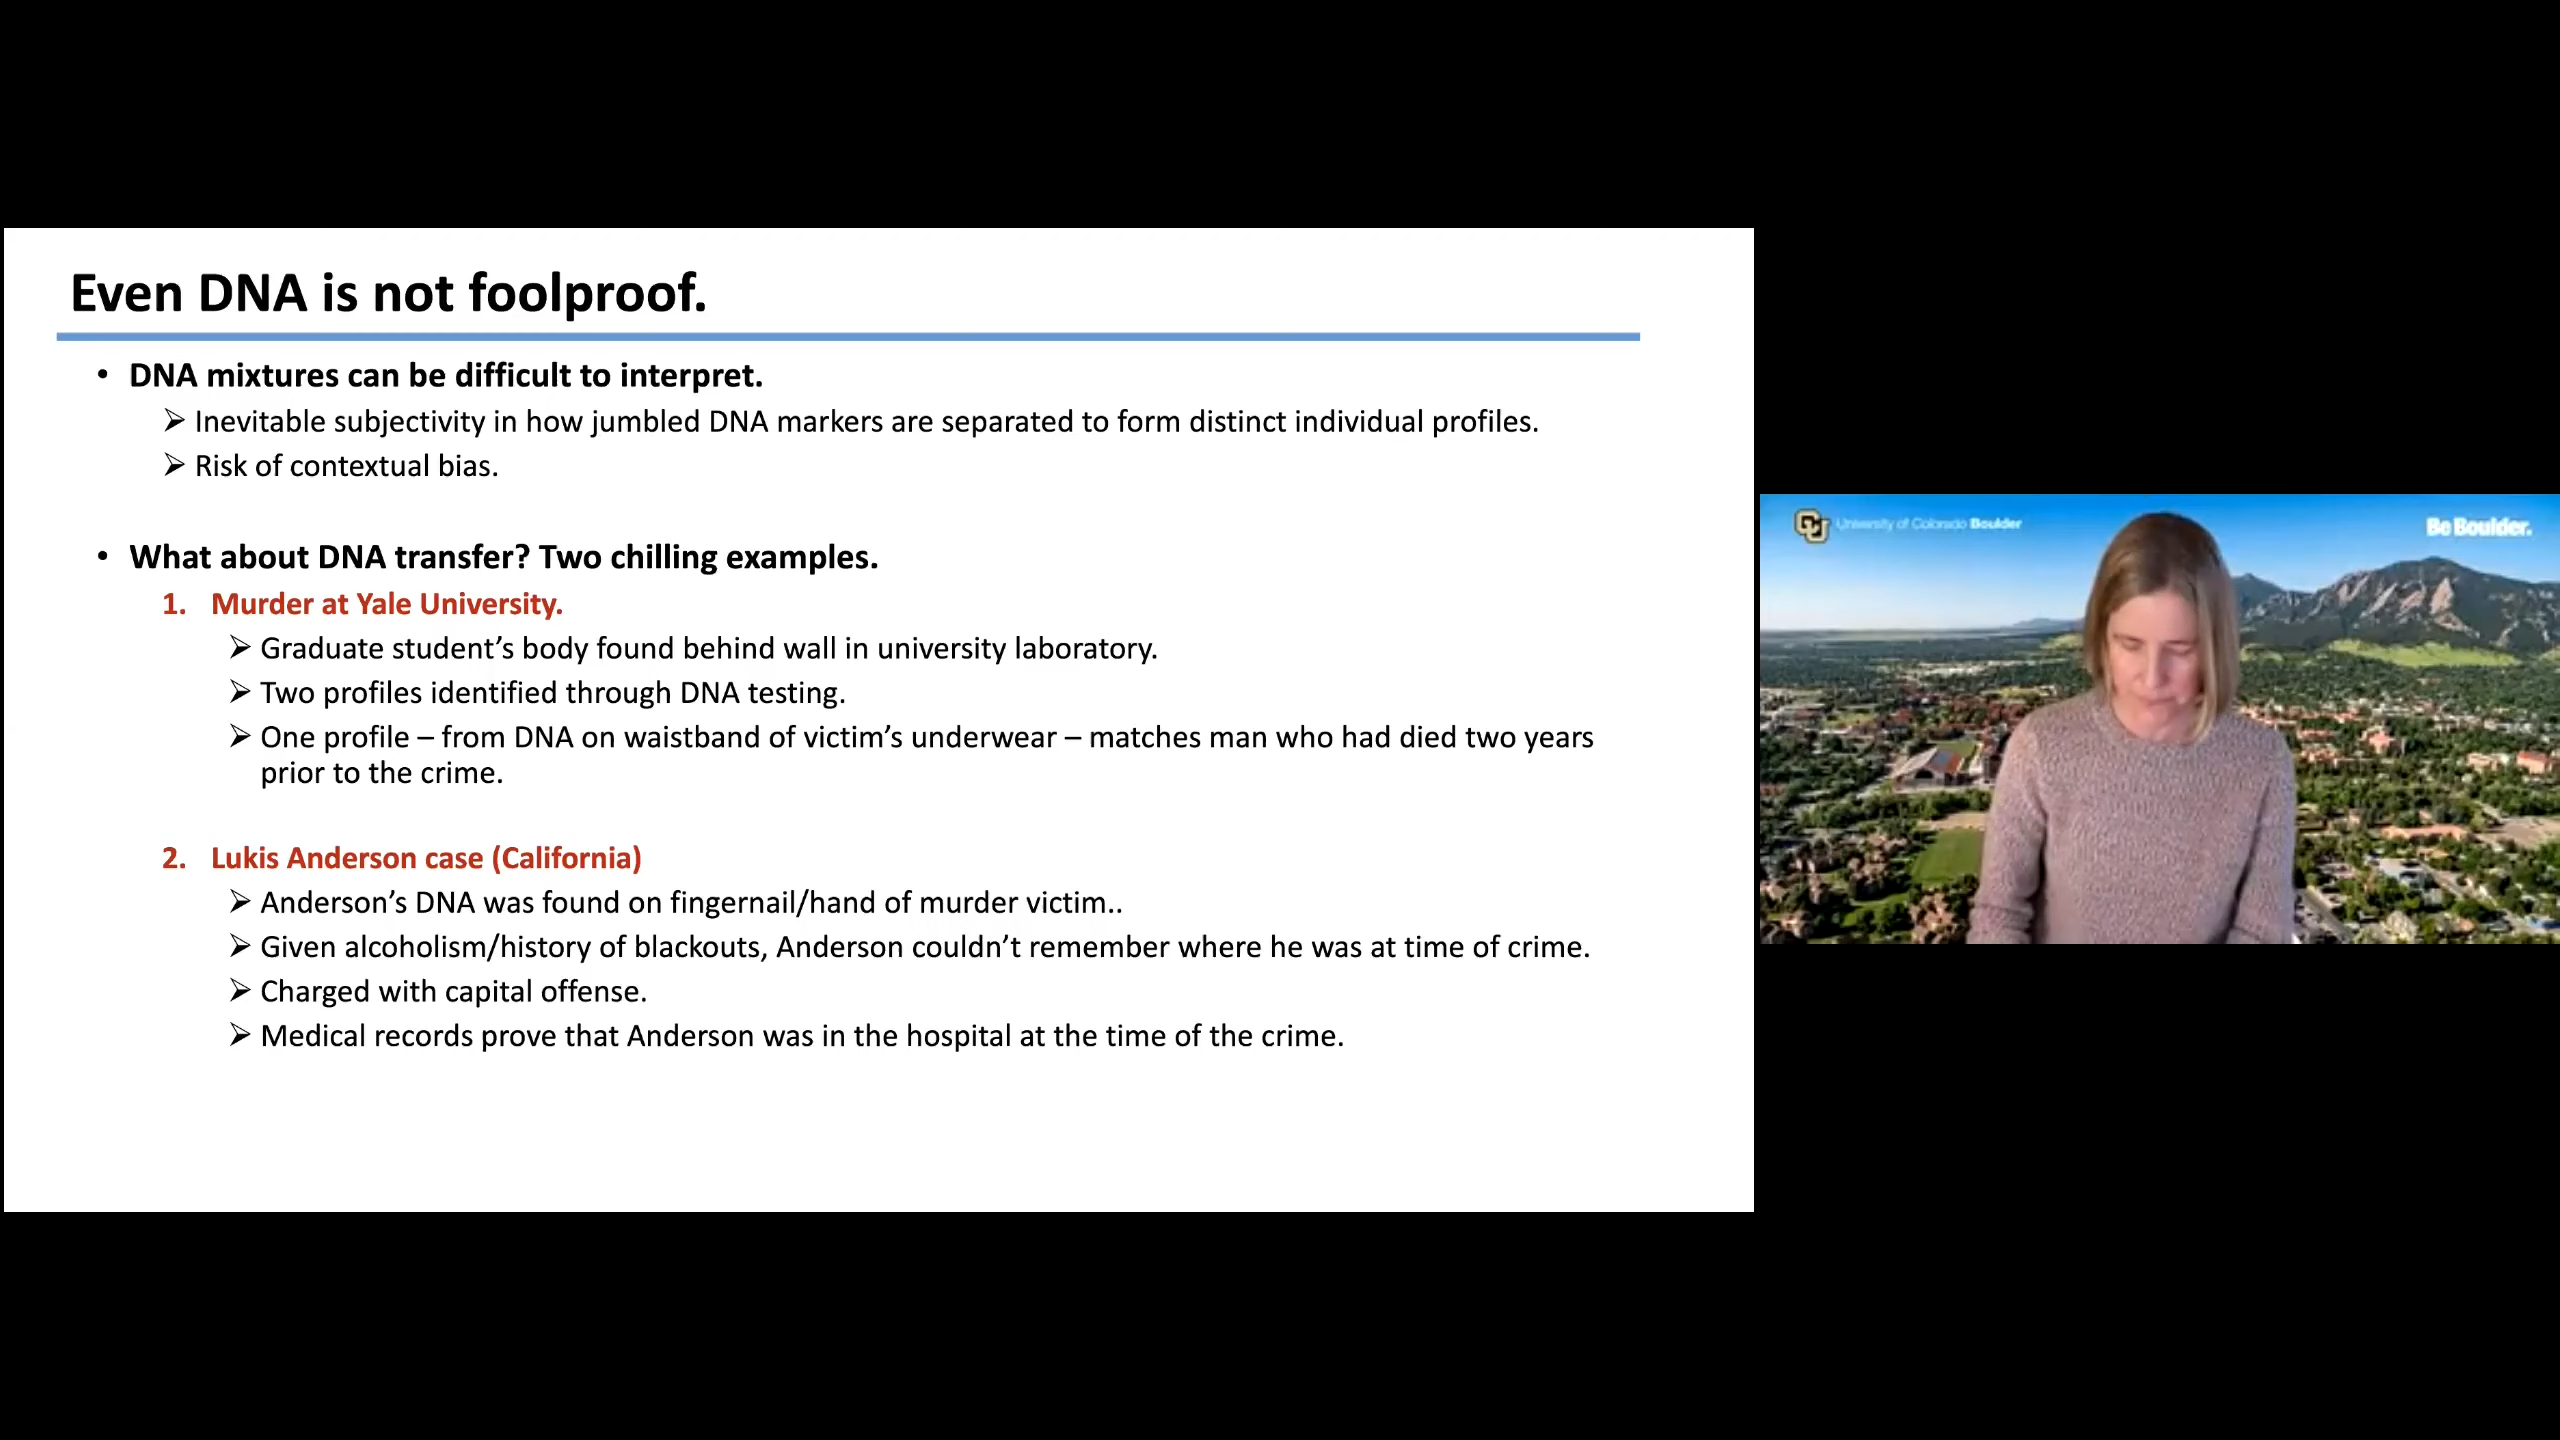 Even DNA is not foolproof.
• DNA mixtures can be difficult to interpret.
➢ Inevitable subjectivity in how jumbled DNA markers are separated to form distinct individual profiles.
➢ Risk of contextual bias.
• What about DNA transfer? Two chilling examples.
1. Murder at Yale University.
➢ Graduate student’s body found behind wall in university laboratory.
➢ Two profiles identified through DNA testing.
➢ One profile – from DNA on waistband of victim’s underwear – matches man who had died two years
prior to the crime.
2. Lukis Anderson case (California)
➢ Anderson’s DNA was found on fingernail/hand of murder victim..
➢ Given alcoholism/history of blackouts, Anderson couldn’t remember where he was at time of crime.
➢ Charged with capital offense.
➢ Medical records prove that Anderson was in the hospital at the time of the crime.
CU University of Colorado Boulder
Be Boulder.